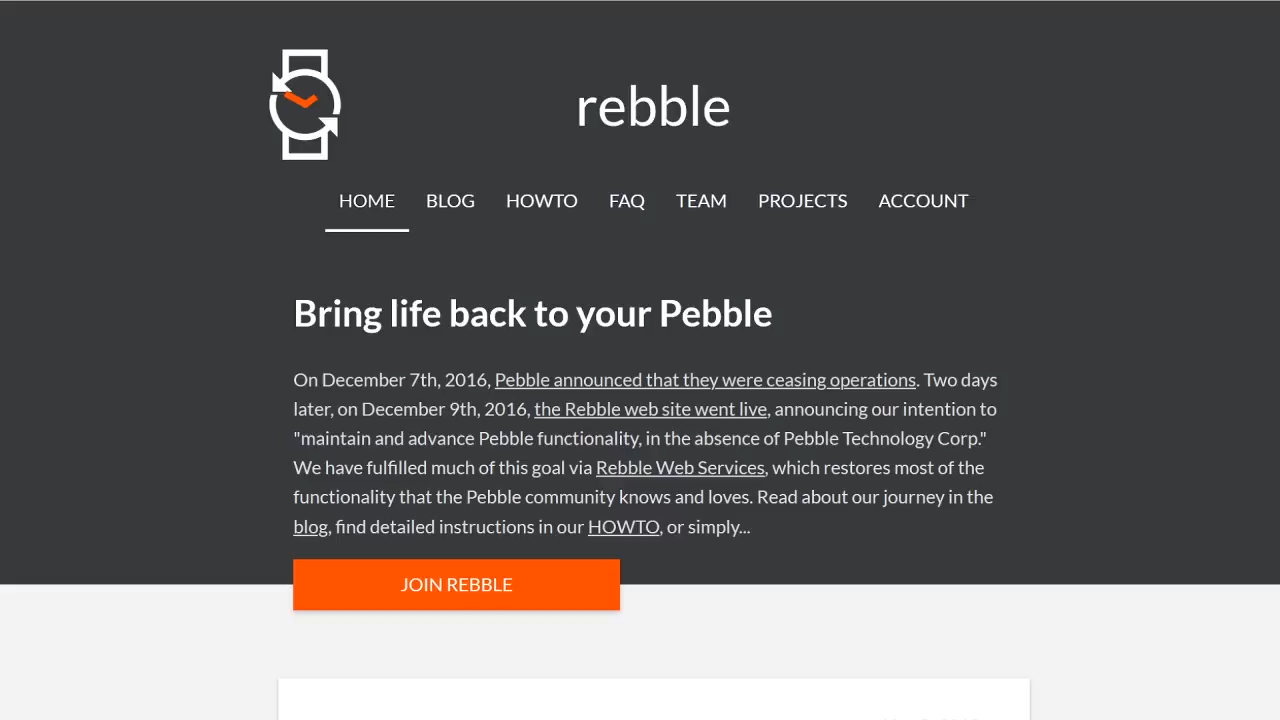 rebble
HOME BLOG HOWTO FAQ TEAM PROJECTS ACCOUNT
Bring life back to your Pebble
On December 7th, 2016, Pebble announced that they were ceasing operations. Two days
later, on December 9th, 2016, the Rebble web site went live, announcing our intention to
"maintain and advance Pebble functionality, in the absence of Pebble Technology Corp."
We have fulfilled much of this goal via Rebble Web Services, which restores most of the
functionality that the Pebble community knows and loves. Read about our journey in the
blog, find detailed instructions in our HOWTO, or simply...
JOIN REBBLE